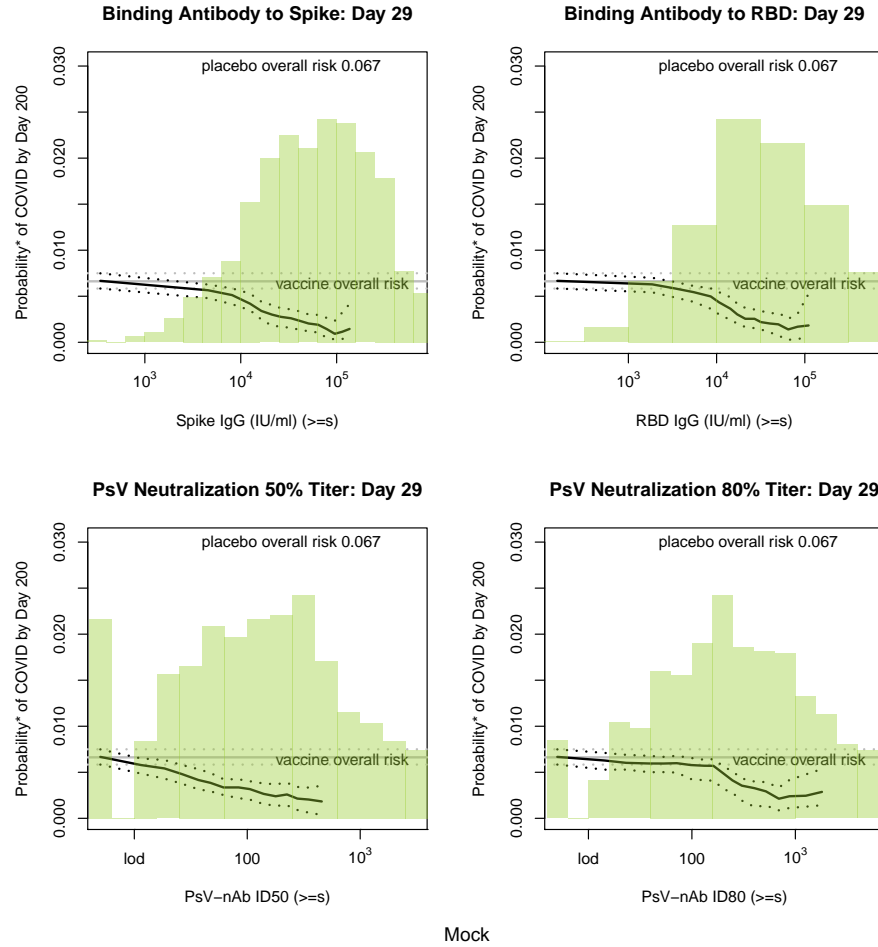 Binding Antibody to Spike: Day 29
placebo overall risk 0.067
vaccine overall risk
Probability* of COVID by Day 200
0.030
0.020
0.010
0.000
10^3
10^4
10^5
Spike IgG (IU/ml) (>=s)
Binding Antibody to RBD: Day 29
placebo overall risk 0.067
vaccine overall risk
Probability* of COVID by Day 200
0.030
0.020
0.010
0.000
10^3
10^4
10^5
RBD IgG (IU/ml) (>=s)
PsV Neutralization 50% Titer: Day 29
placebo overall risk 0.067
vaccine overall risk
Probability* of COVID by Day 200
0.030
0.020
0.010
0.000
lod
100
10^3
PsV−nAb ID50 (>=s)
PsV Neutralization 80% Titer: Day 29
placebo overall risk 0.067
vaccine overall risk
Probability* of COVID by Day 200
0.030
0.020
0.010
0.000
lod
100
10^3
PsV−nAb ID80 (>=s)
Mock